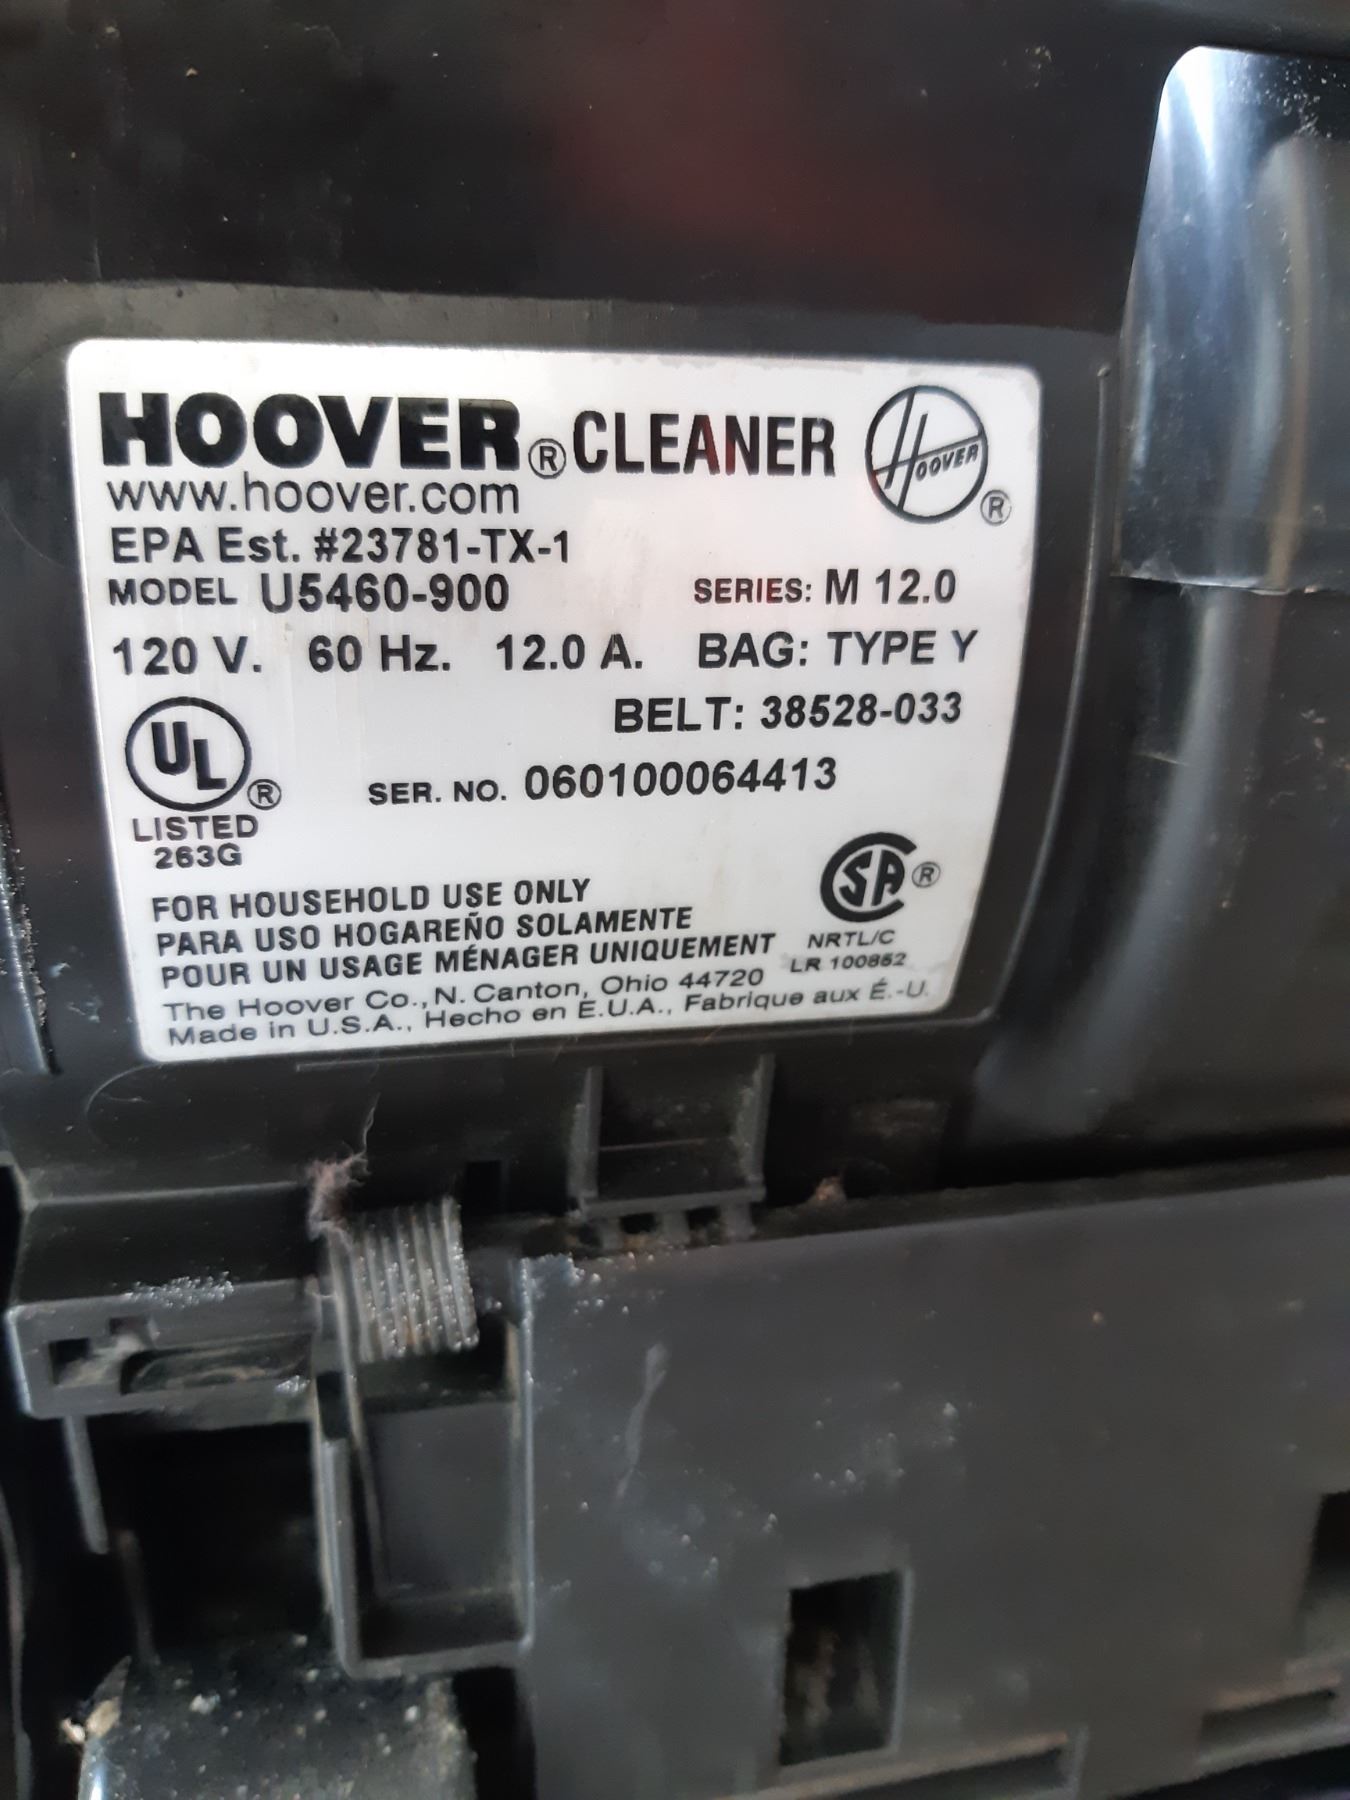 HOOVER® CLEANER HOOVER ®
www.hoover.com
EPA Est. #23781-TX-1
MODEL U5460-900 SERIES: M 12.0
120 V. 60 Hz. 12.0 A. BAG: TYPE Y
BELT: 38528-033
UL ®
SER. NO. 060100064413
LISTED
263G
SA ®
FOR HOUSEHOLD USE ONLY
PARA USO HOGAREÑO SOLAMENTE
POUR UN USAGE MÉNAGER UNIQUEMENT
NRTL/C
LR 100852
The Hoover Co., N. Canton, Ohio 44720
Made in U.S.A., Hecho en E.U.A., Fabrique aux É.-U.